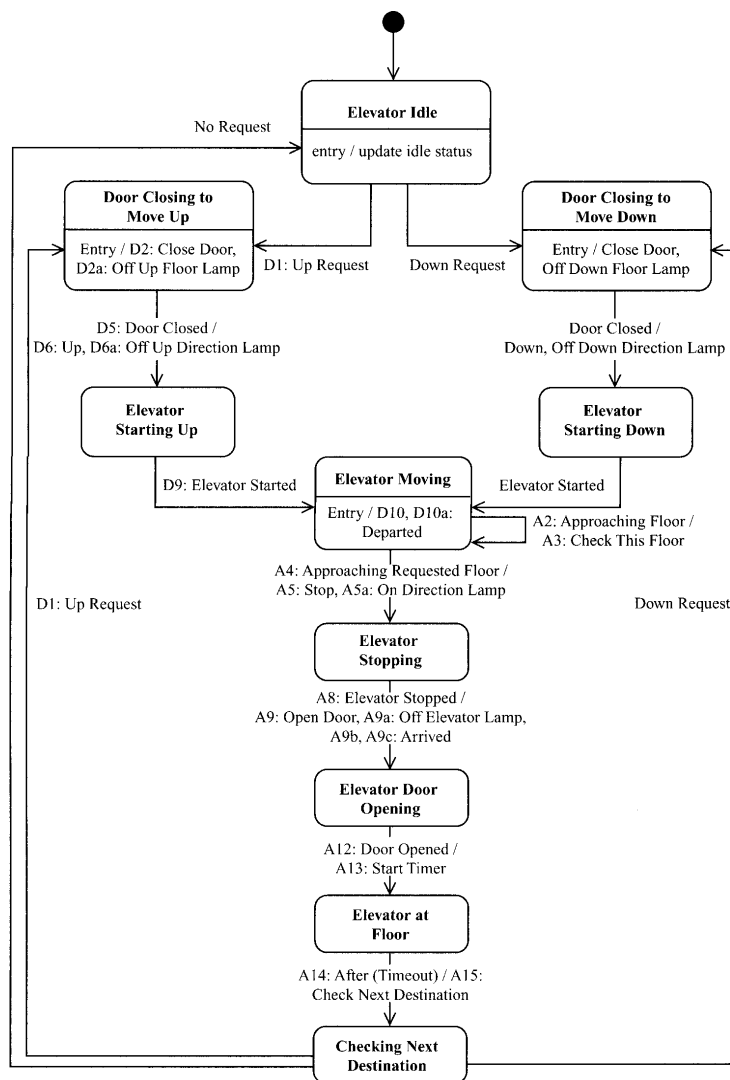 Elevator Idle
No Request
entry / update idle status
Door Closing to
Move Up
Door Closing to
Move Down
Entry / D2: Close Door,
D2a: Off Up Floor Lamp
D1: Up Request
Down Request
Entry / Close Door,
Off Down Floor Lamp
D5: Door Closed /
D6: Up, D6a: Off Up Direction Lamp
Door Closed /
Down, Off Down Direction Lamp
Elevator
Starting Up
Elevator
Starting Down
D9: Elevator Started
Elevator Moving
Elevator Started
Entry / D10, D10a:
Departed
A2: Approaching Floor /
A3: Check This Floor
A4: Approaching Requested Floor /
A5: Stop, A5a: On Direction Lamp
D1: Up Request
Down Request
Elevator
Stopping
A8: Elevator Stopped /
A9: Open Door, A9a: Off Elevator Lamp,
A9b, A9c: Arrived
Elevator Door
Opening
A12: Door Opened /
A13: Start Timer
Elevator at
Floor
A14: After (Timeout) / A15:
Check Next Destination
Checking Next
Destination